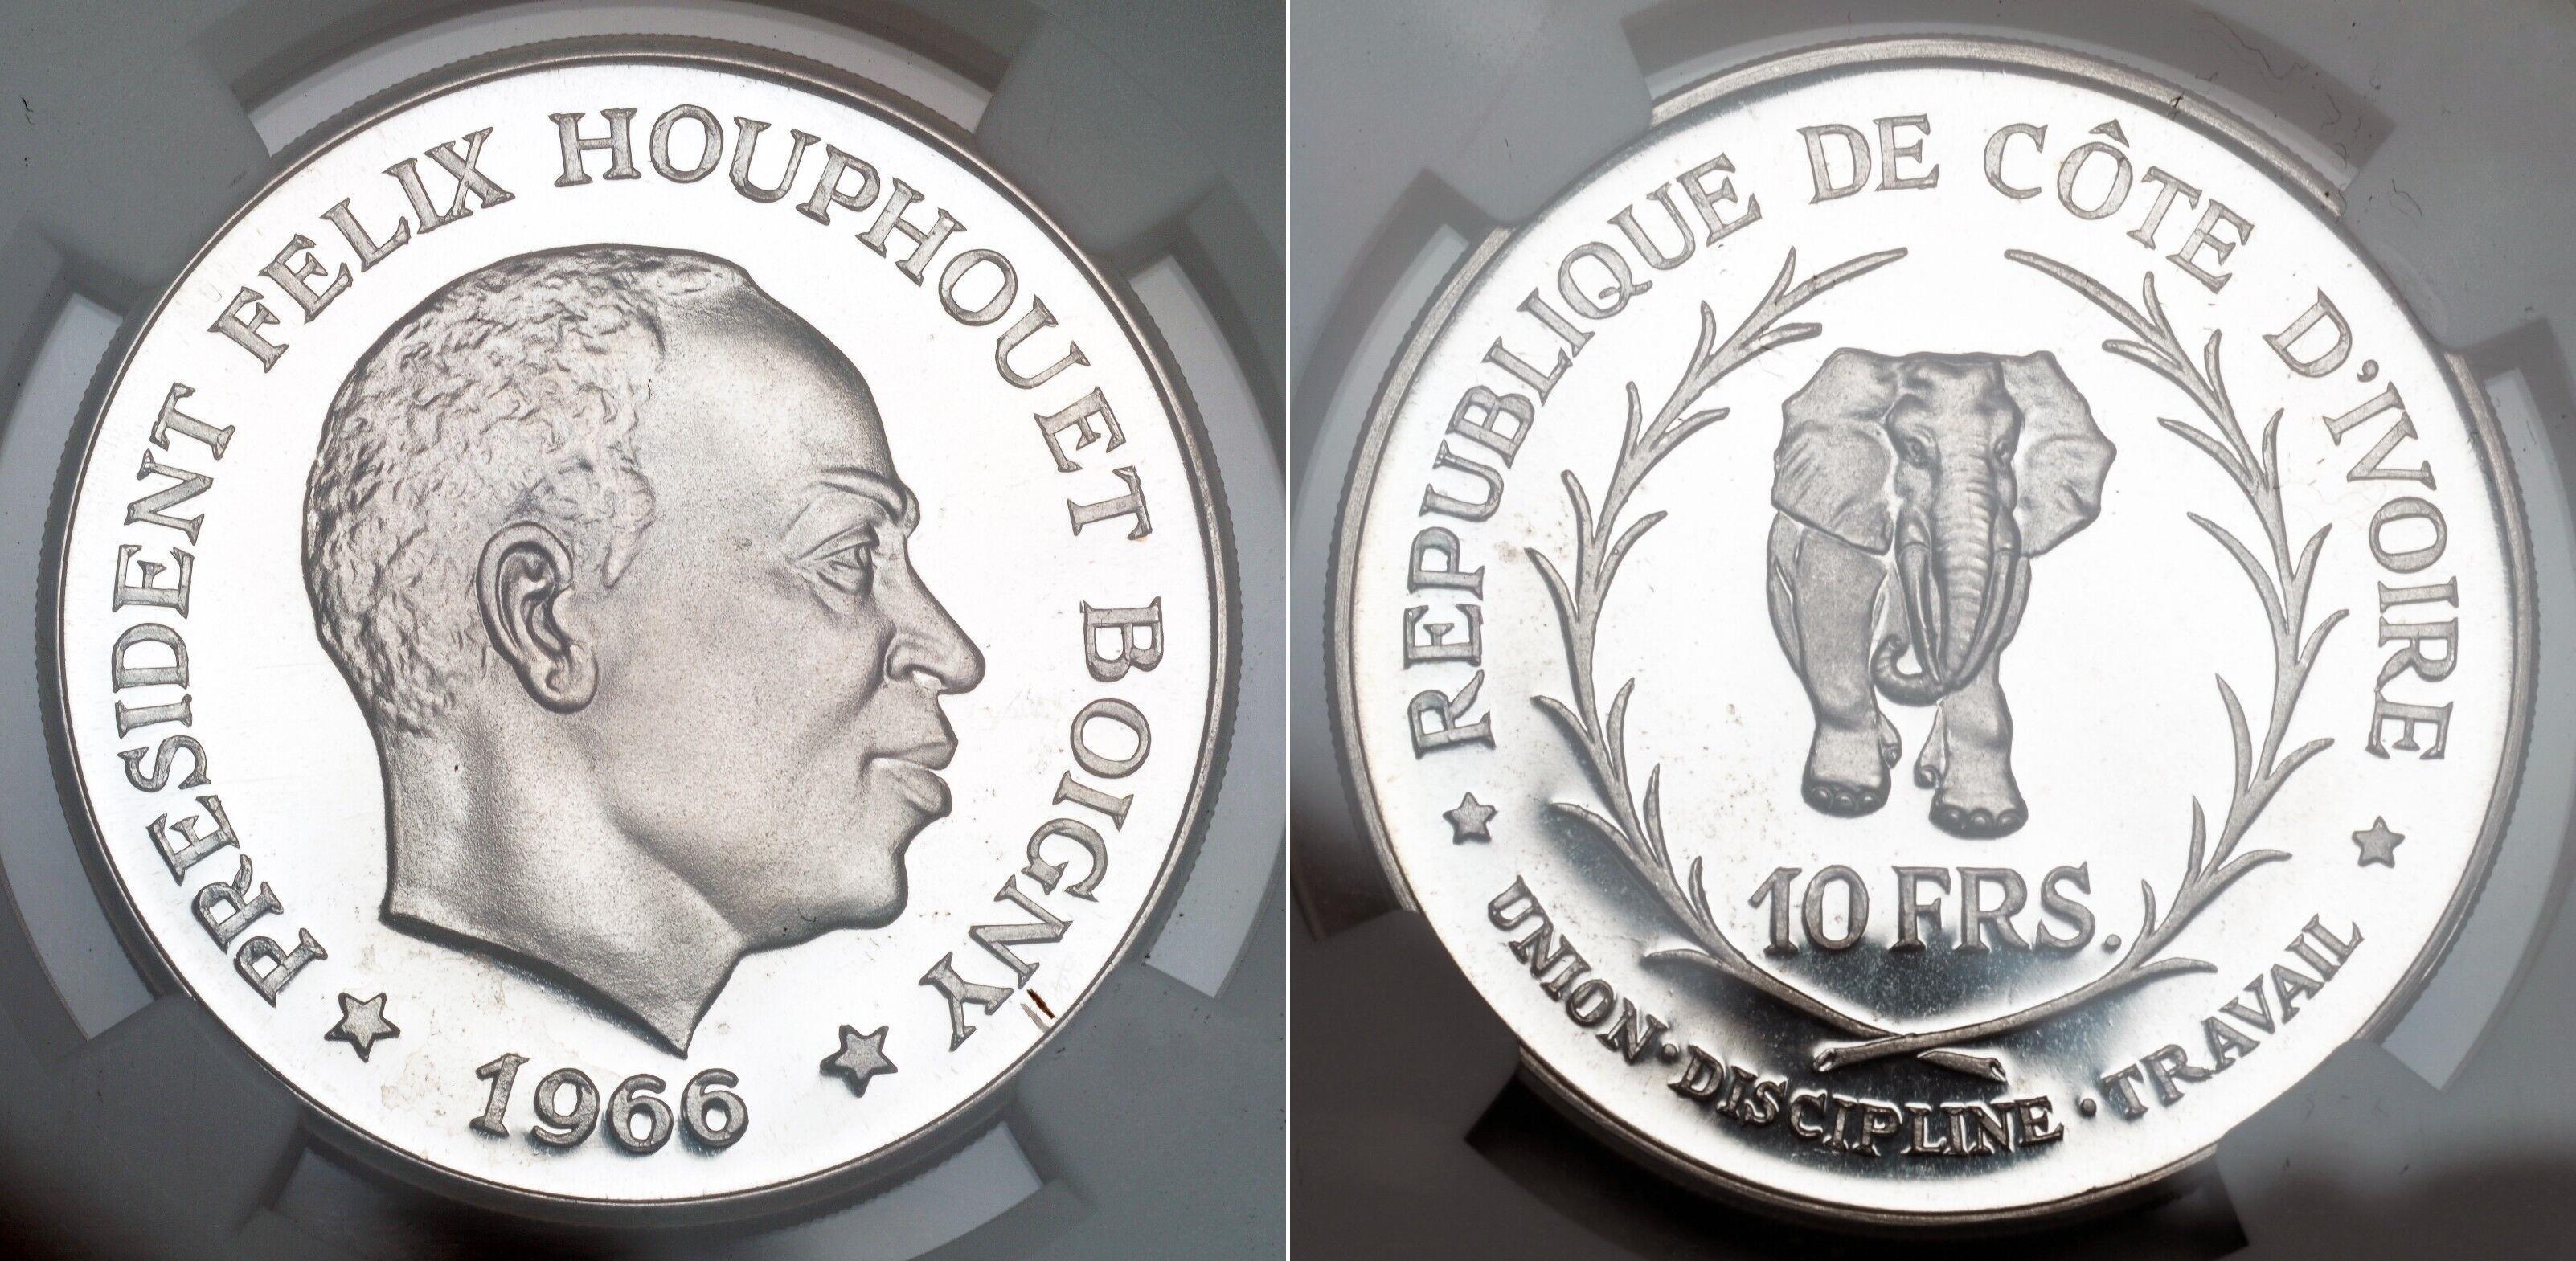 PRESIDENT FELIX HOUPHOUET BOIGNY
1966
REPUBLIQUE DE CÔTE D'IVOIRE
10 FRS.
UNION · DISCIPLINE · TRAVAIL